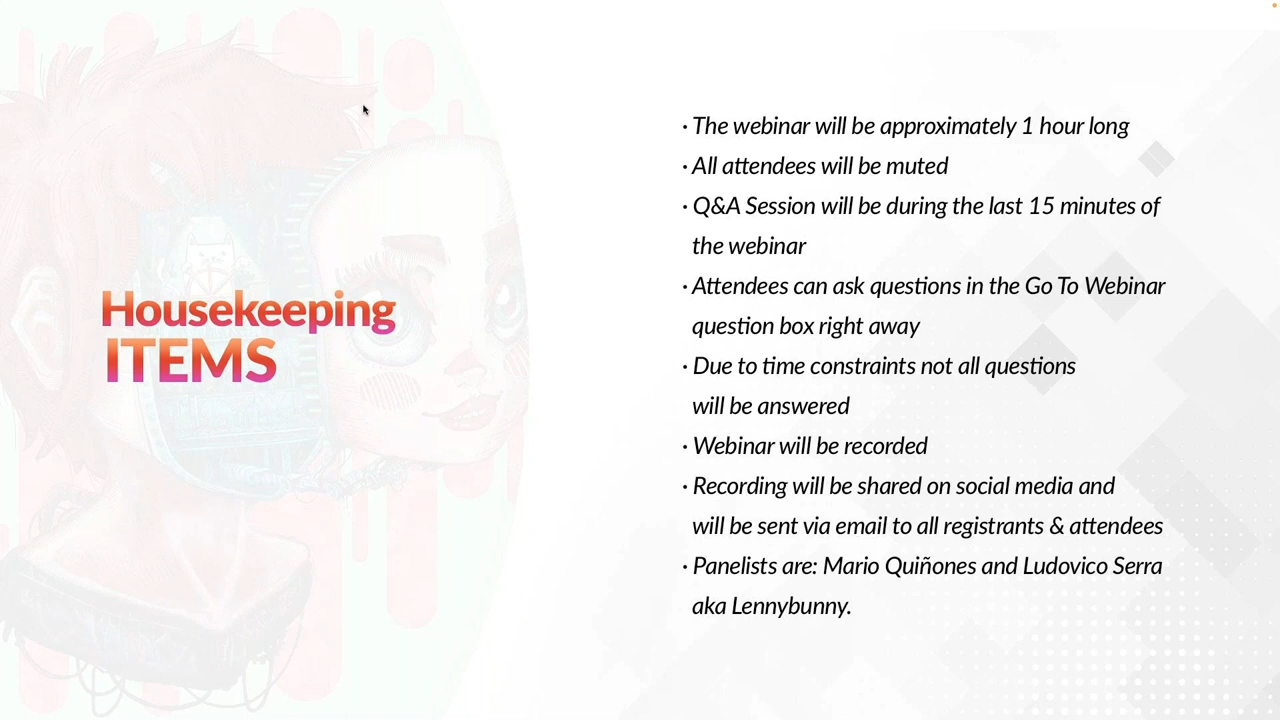 Housekeeping
ITEMS
· The webinar will be approximately 1 hour long
· All attendees will be muted
· Q&A Session will be during the last 15 minutes of
the webinar
· Attendees can ask questions in the Go To Webinar
question box right away
· Due to time constraints not all questions
will be answered
· Webinar will be recorded
· Recording will be shared on social media and
will be sent via email to all registrants & attendees
· Panelists are: Mario Quiñones and Ludovico Serra
aka Lennybunny.